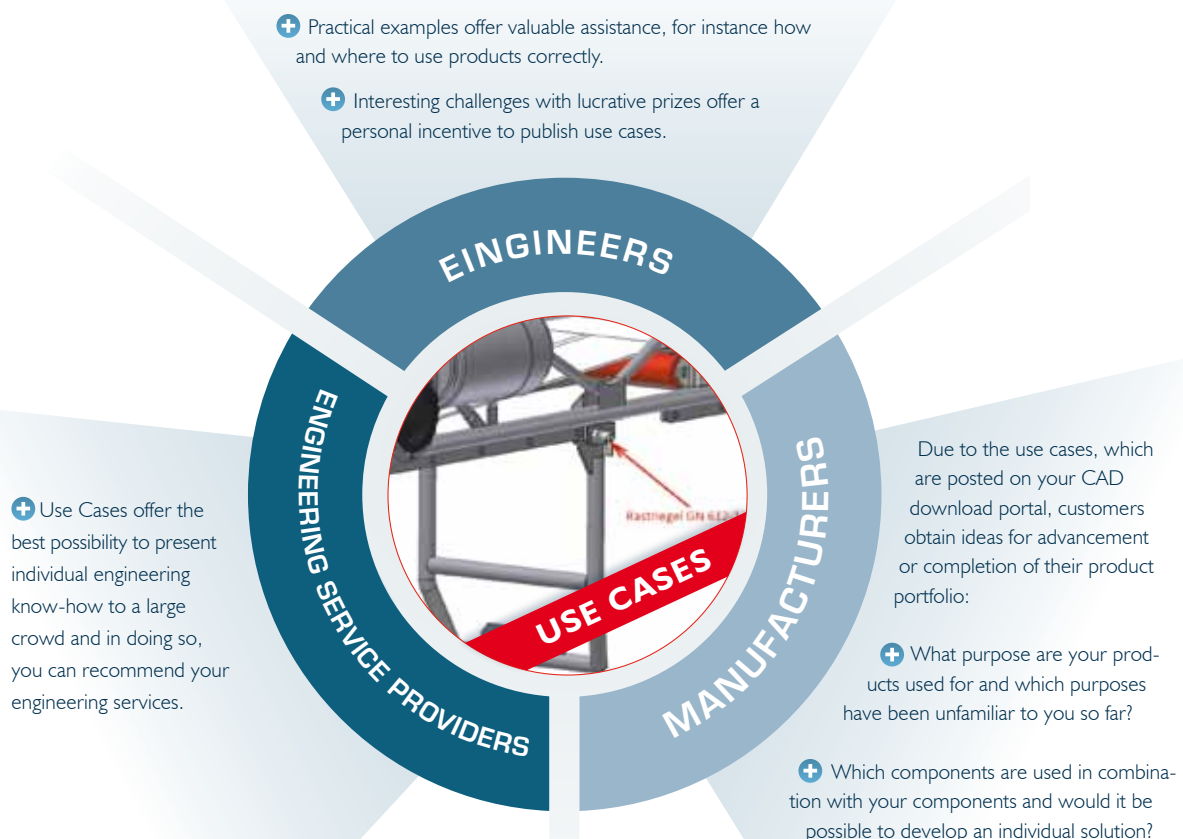 Practical examples offer valuable assistance, for instance how
and where to use products correctly.
Interesting challenges with lucrative prizes offer a
personal incentive to publish use cases.
EINGINEERS
ENGINEERING SERVICE PROVIDERS
MANUFACTURERS
Rastriegel GN 612-
USE CASES
Use Cases offer the
best possibility to present
individual engineering
know-how to a large
crowd and in doing so,
you can recommend your
engineering services.
Due to the use cases, which
are posted on your CAD
download portal, customers
obtain ideas for advancement
or completion of their product
portfolio:
What purpose are your prod-
ucts used for and which purposes
have been unfamiliar to you so far?
Which components are used in combina-
tion with your components and would it be
possible to develop an individual solution?